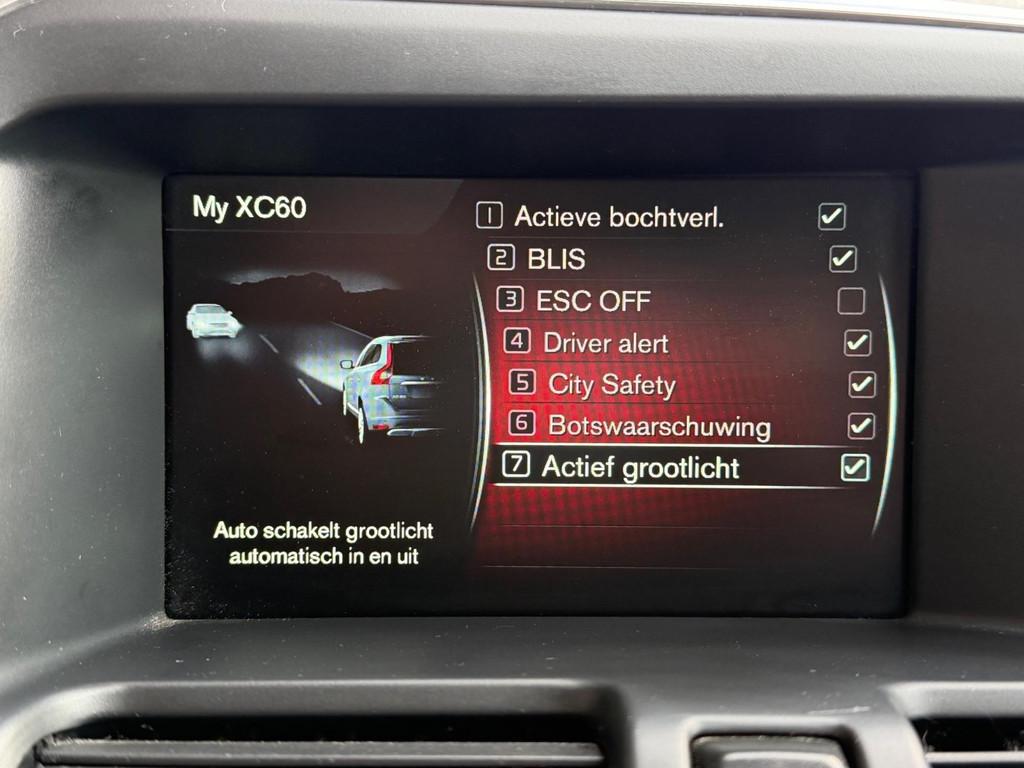 My XC60
1 Actieve bochtverl.
2 BLIS
3 ESC OFF
4 Driver alert
5 City Safety
6 Botswaarschuwing
7 Actief grootlicht
Auto schakelt grootlicht
automatisch in en uit